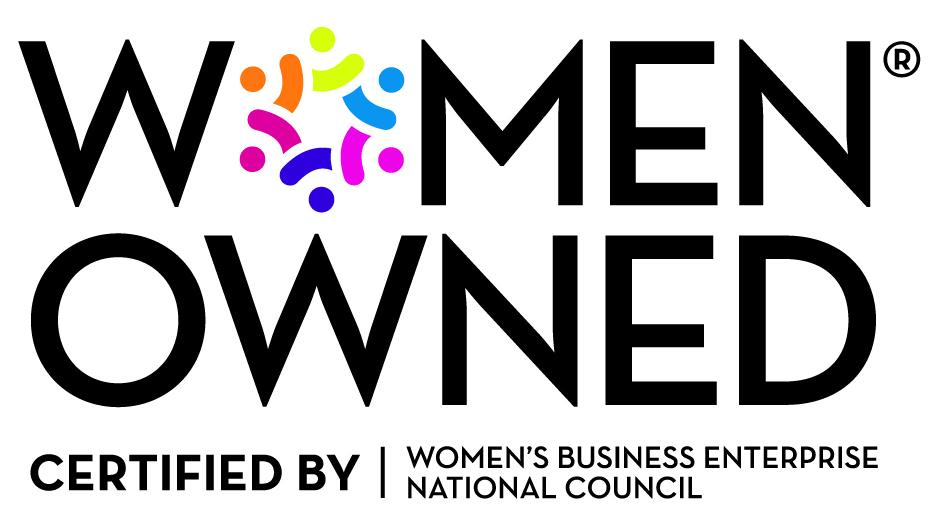 WOMEN®
OWNED
CERTIFIED BY | WOMEN'S BUSINESS ENTERPRISE
NATIONAL COUNCIL